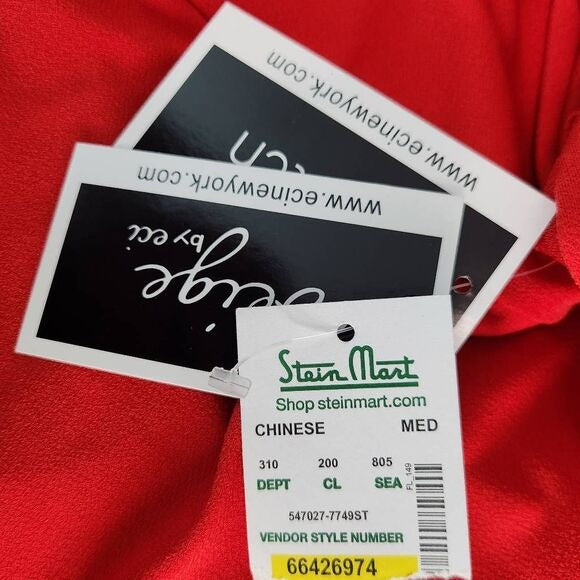 www.ecinewyork.com
www.ecinewyork.com
by eci
Stein Mart
Shop steinmart.com
CHINESE MED
310 200 805
DEPT CL SEA
FL_149
547027-7749ST
VENDOR STYLE NUMBER
66426974